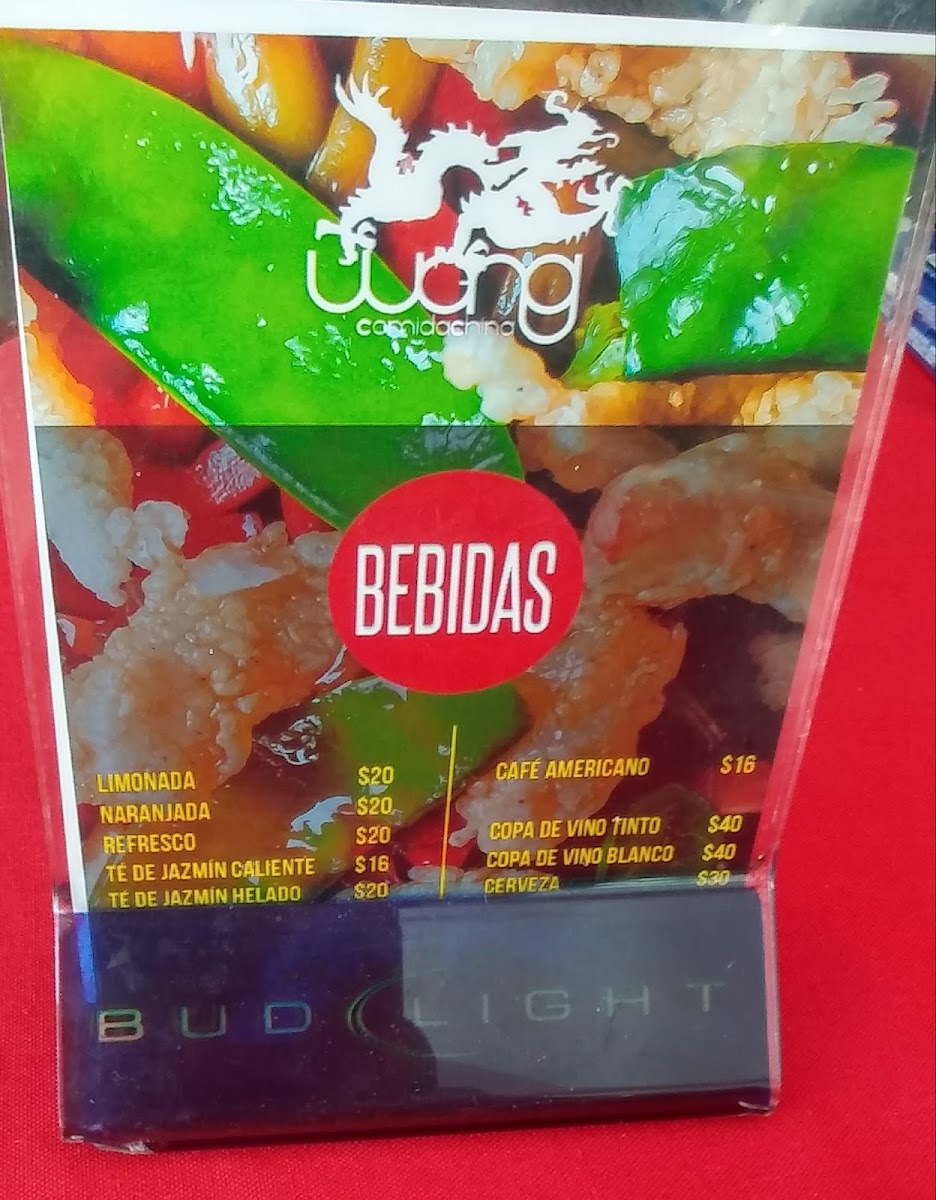 Wang
comidachina
BEBIDAS
LIMONADA $20
NARANJADA $20
REFRESCO $20
TÉ DE JAZMÍN CALIENTE $16
TÉ DE JAZMÍN HELADO $20
CAFÉ AMERICANO $16
COPA DE VINO TINTO $40
COPA DE VINO BLANCO $40
CERVEZA $30
BUD LIGHT